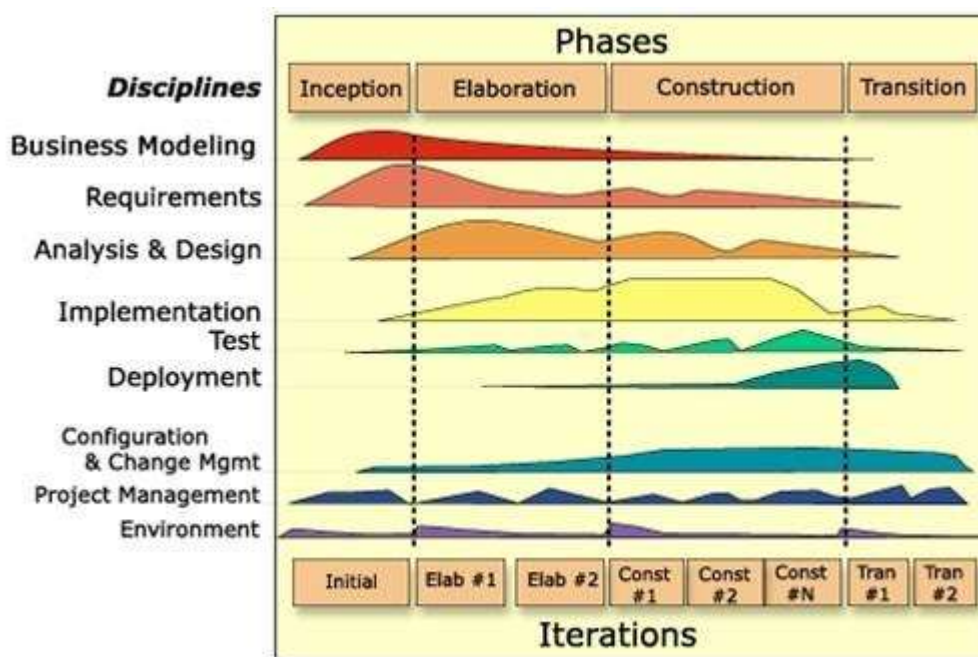 Phases
Disciplines
Inception
Elaboration
Construction
Transition
Business Modeling
Requirements
Analysis & Design
Implementation
Test
Deployment
Configuration
& Change Mgmt
Project Management
Environment
Initial
Elab #1
Elab #2
Const
#1
Const
#2
Const
#N
Tran
#1
Tran
#2
Iterations